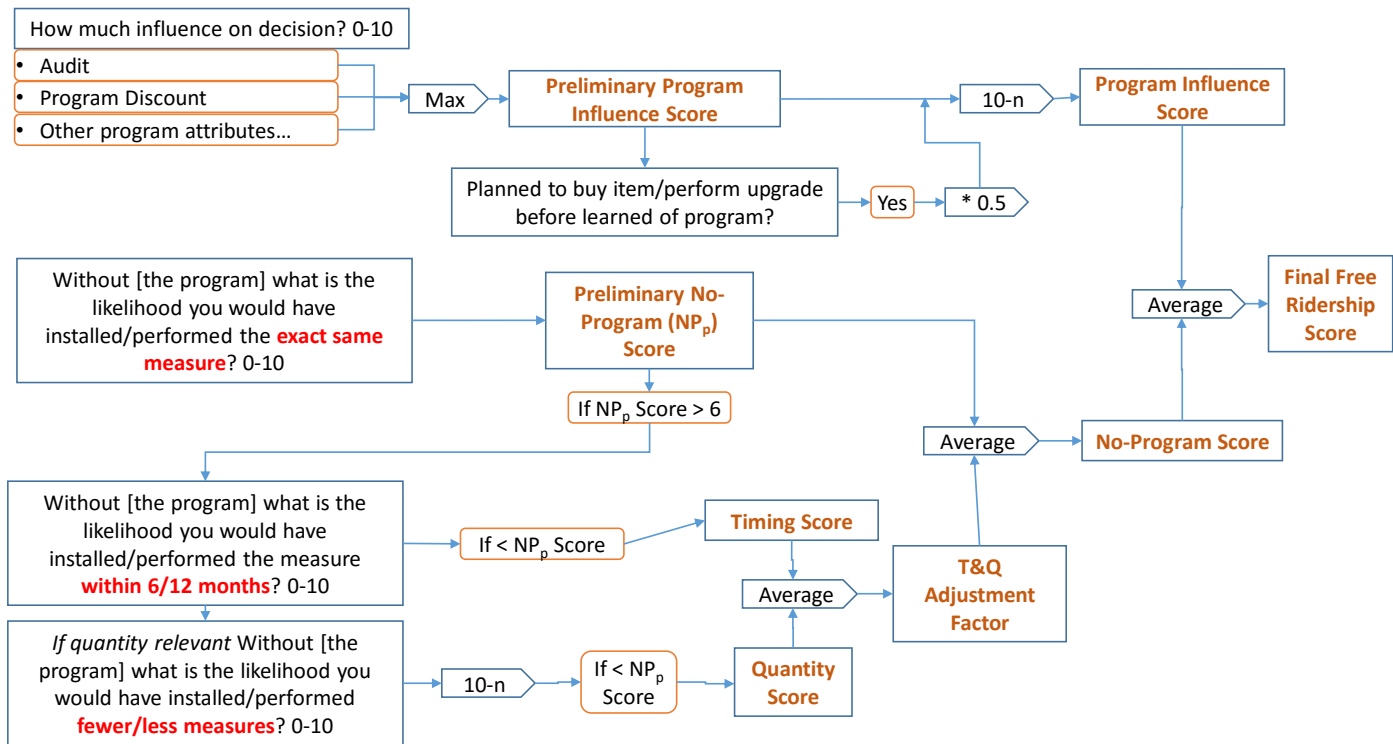 How much influence on decision? 0-10
• Audit
• Program Discount
• Other program attributes…
Max
Preliminary Program
Influence Score
10-n
Program Influence
Score
Planned to buy item/perform upgrade
before learned of program?
Yes
* 0.5
Without [the program] what is the
likelihood you would have
installed/performed the exact same
measure? 0-10
Preliminary No-
Program (NPp)
Score
Average
Final Free
Ridership
Score
If NPp Score > 6
Average
No-Program Score
Without [the program] what is the
likelihood you would have
installed/performed the measure
within 6/12 months? 0-10
If < NPp Score
Timing Score
Average
T&Q
Adjustment
Factor
If quantity relevant Without [the
program] what is the likelihood you
would have installed/performed
fewer/less measures? 0-10
10-n
If < NPp
Score
Quantity
Score